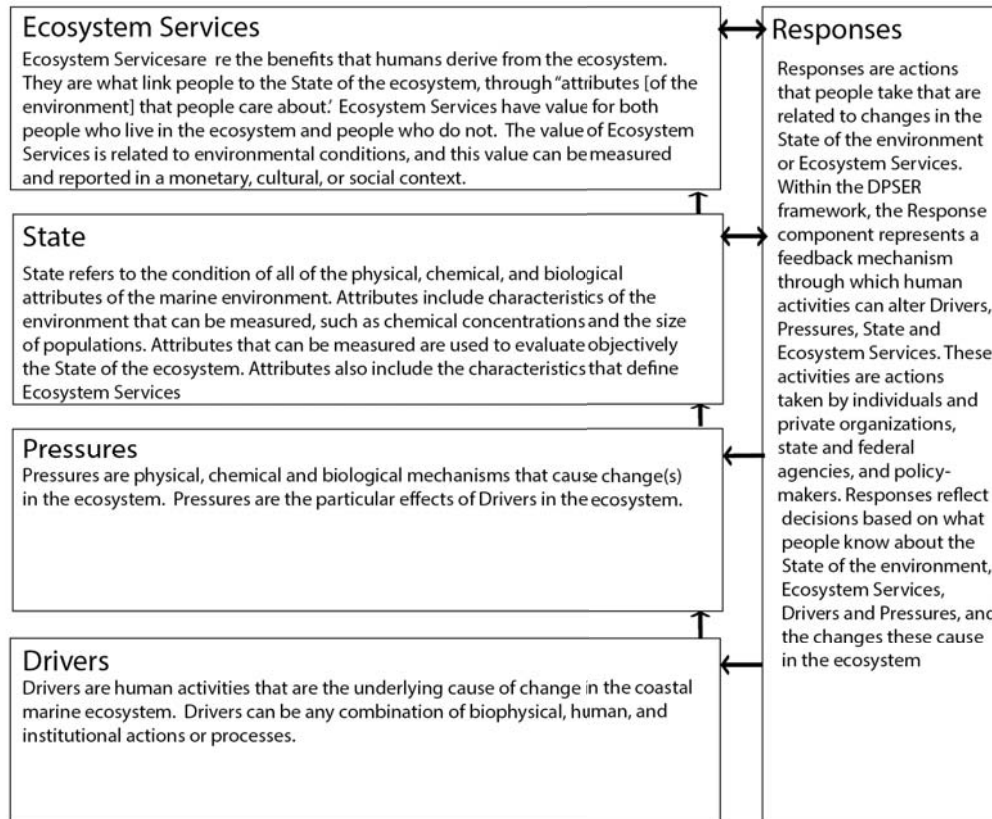 Ecosystem Services
Ecosystem Servicesare re the benefits that humans derive from the ecosystem.
They are what link people to the State of the ecosystem, through “attributes [of the
environment] that people care about.’ Ecosystem Services have value for both
people who live in the ecosystem and people who do not. The value of Ecosystem
Services is related to environmental conditions, and this value can be measured
and reported in a monetary, cultural, or social context.
State
State refers to the condition of all of the physical, chemical, and biological
attributes of the marine environment. Attributes include characteristics of the
environment that can be measured, such as chemical concentrations and the size
of populations. Attributes that can be measured are used to evaluate objectively
the State of the ecosystem. Attributes also include the characteristics that define
Ecosystem Services
Pressures
Pressures are physical, chemical and biological mechanisms that cause change(s)
in the ecosystem. Pressures are the particular effects of Drivers in the ecosystem.
Drivers
Drivers are human activities that are the underlying cause of change in the coastal
marine ecosystem. Drivers can be any combination of biophysical, human, and
institutional actions or processes.
Responses
Responses are actions
that people take that are
related to changes in the
State of the environment
or Ecosystem Services.
Within the DPSER
framework, the Response
component represents a
feedback mechanism
through which human
activities can alter Drivers,
Pressures, State and
Ecosystem Services. These
activities are actions
taken by individuals and
private organizations,
state and federal
agencies, and policy-
makers. Responses reflect
decisions based on what
people know about the
State of the environment,
Ecosystem Services,
Drivers and Pressures, and
the changes these cause
in the ecosystem